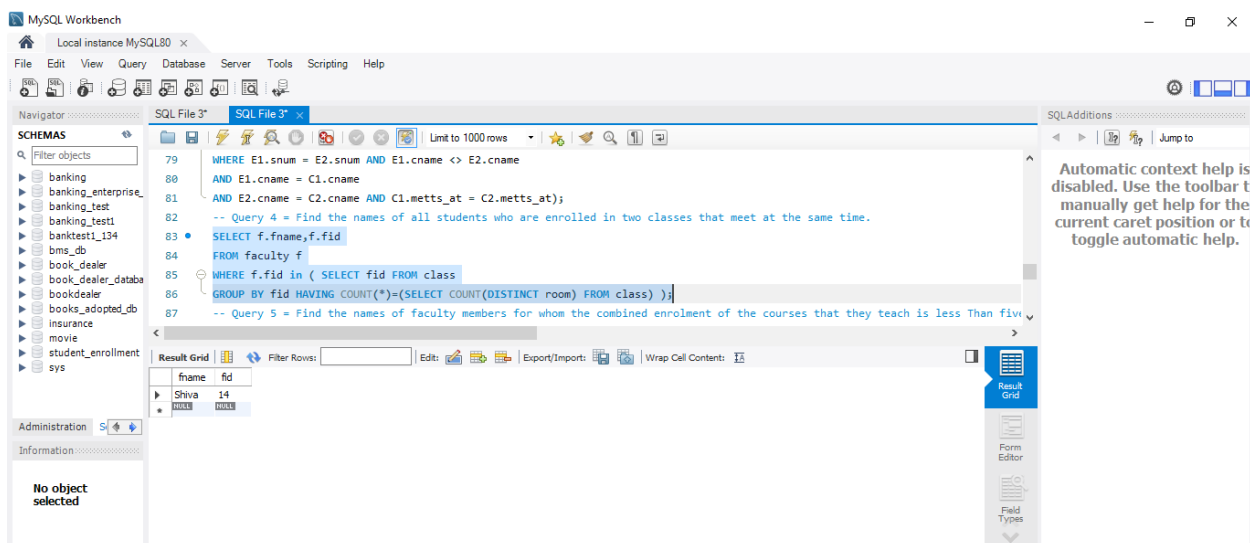 MySQL Workbench
Local instance MySQL80 ×
File Edit View Query Database Server Tools Scripting Help
Navigator
SCHEMAS
Filter objects
banking
banking_enterprise_
banking_test
banking_test1
banktest1_134
bms_db
book_dealer
book_dealer_databa
bookdealer
books_adopted_db
insurance
movie
student_enrollment
sys
Administration
Information
No object
selected
SQL File 3* SQL File 3* ×
Limit to 1000 rows
79 WHERE E1.snum = E2.snum AND E1.cname <> E2.cname
80 AND E1.cname = C1.cname
81 AND E2.cname = C2.cname AND C1.metts_at = C2.metts_at);
82 -- Query 4 = Find the names of all students who are enrolled in two classes that meet at the same time.
83 SELECT f.fname,f.fid
84 FROM faculty f
85 WHERE f.fid in ( SELECT fid FROM class
86 GROUP BY fid HAVING COUNT(*)=(SELECT COUNT(DISTINCT room) FROM class) );
87 -- Query 5 = Find the names of faculty members for whom the combined enrolment of the courses that they teach is less Than five
Result Grid Filter Rows: Edit: Export/Import: Wrap Cell Content:
fname fid
Shiva 14
NULL NULL
Result
Grid
Form
Editor
Field
Types
SQLAdditions
Jump to
Automatic context help is
disabled. Use the toolbar t
manually get help for the
current caret position or to
toggle automatic help.